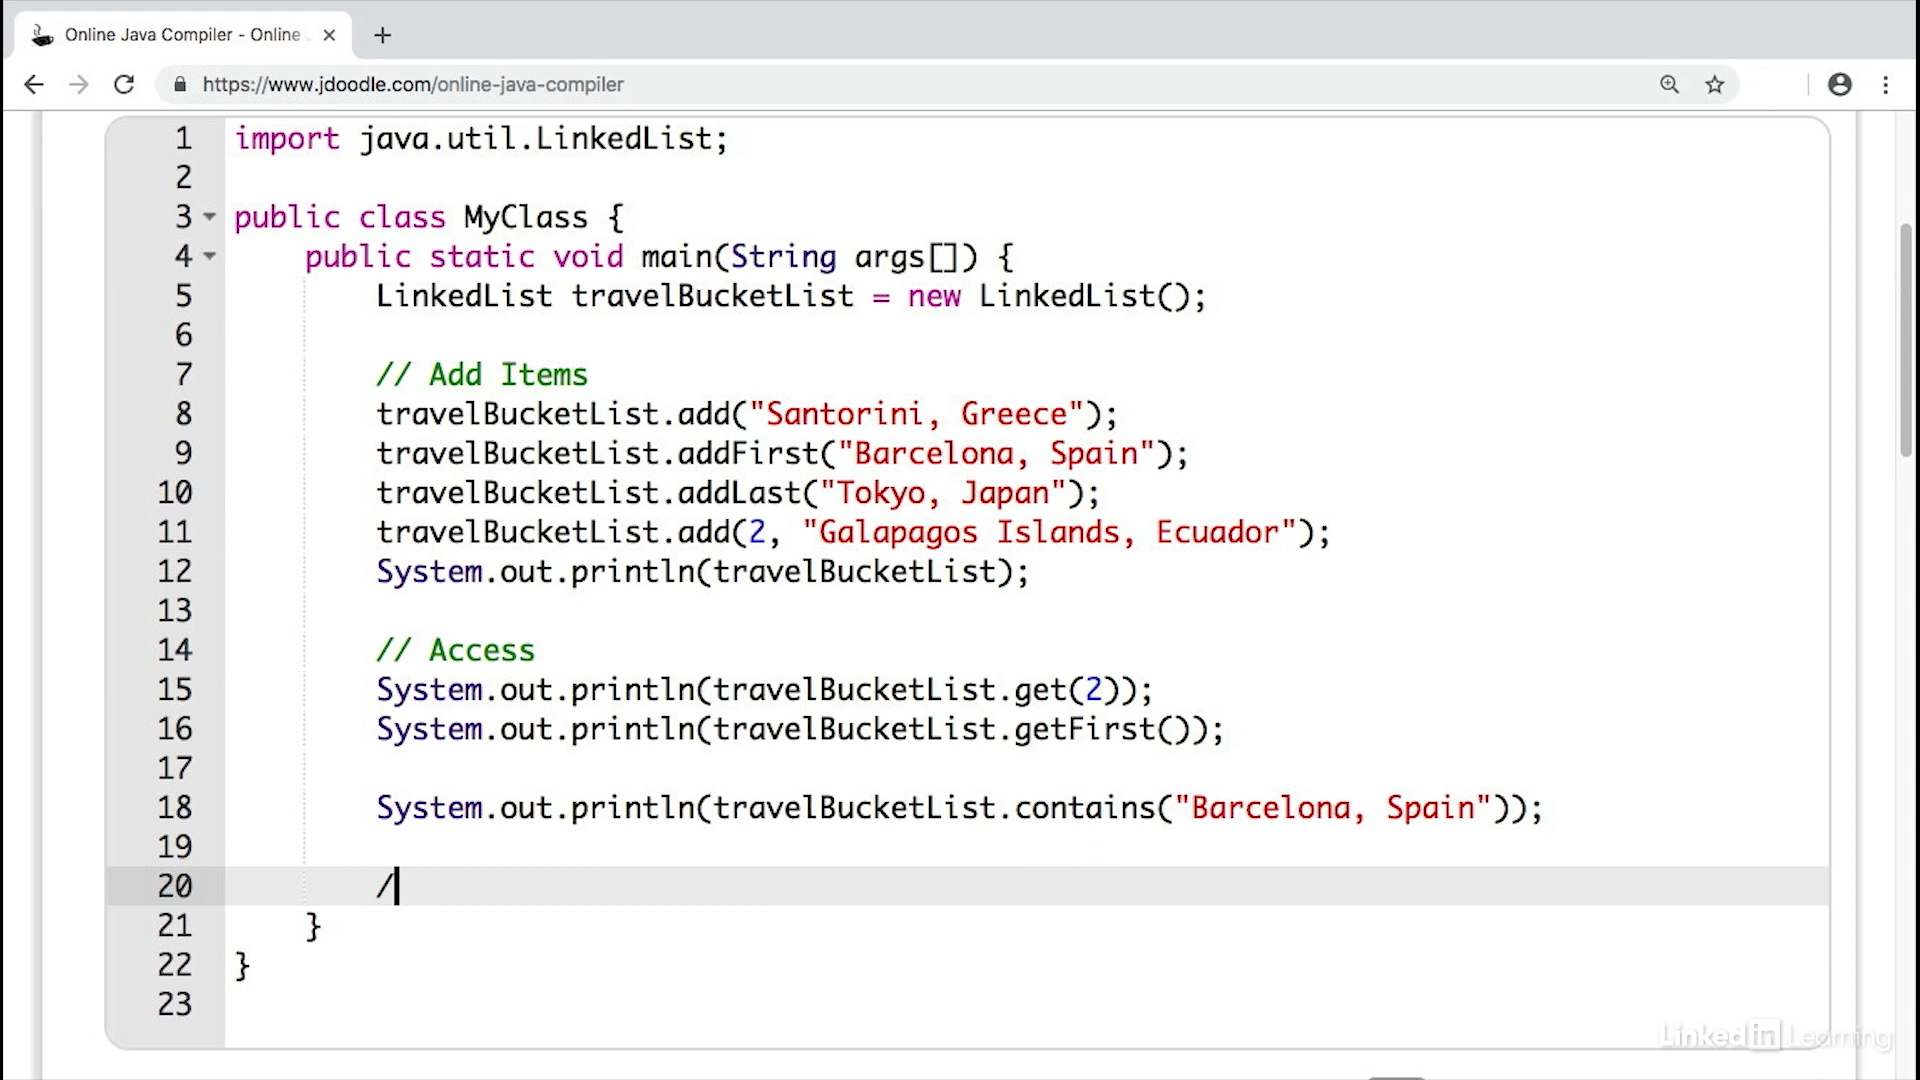 Online Java Compiler - Online
https://www.jdoodle.com/online-java-compiler
1 import java.util.LinkedList;
2
3 public class MyClass {
4 public static void main(String args[]) {
5 LinkedList travelBucketList = new LinkedList();
6
7 // Add Items
8 travelBucketList.add("Santorini, Greece");
9 travelBucketList.addFirst("Barcelona, Spain");
10 travelBucketList.addLast("Tokyo, Japan");
11 travelBucketList.add(2, "Galapagos Islands, Ecuador");
12 System.out.println(travelBucketList);
13
14 // Access
15 System.out.println(travelBucketList.get(2));
16 System.out.println(travelBucketList.getFirst());
17
18 System.out.println(travelBucketList.contains("Barcelona, Spain"));
19
20 /
21 }
22 }
23
Linked in Learning